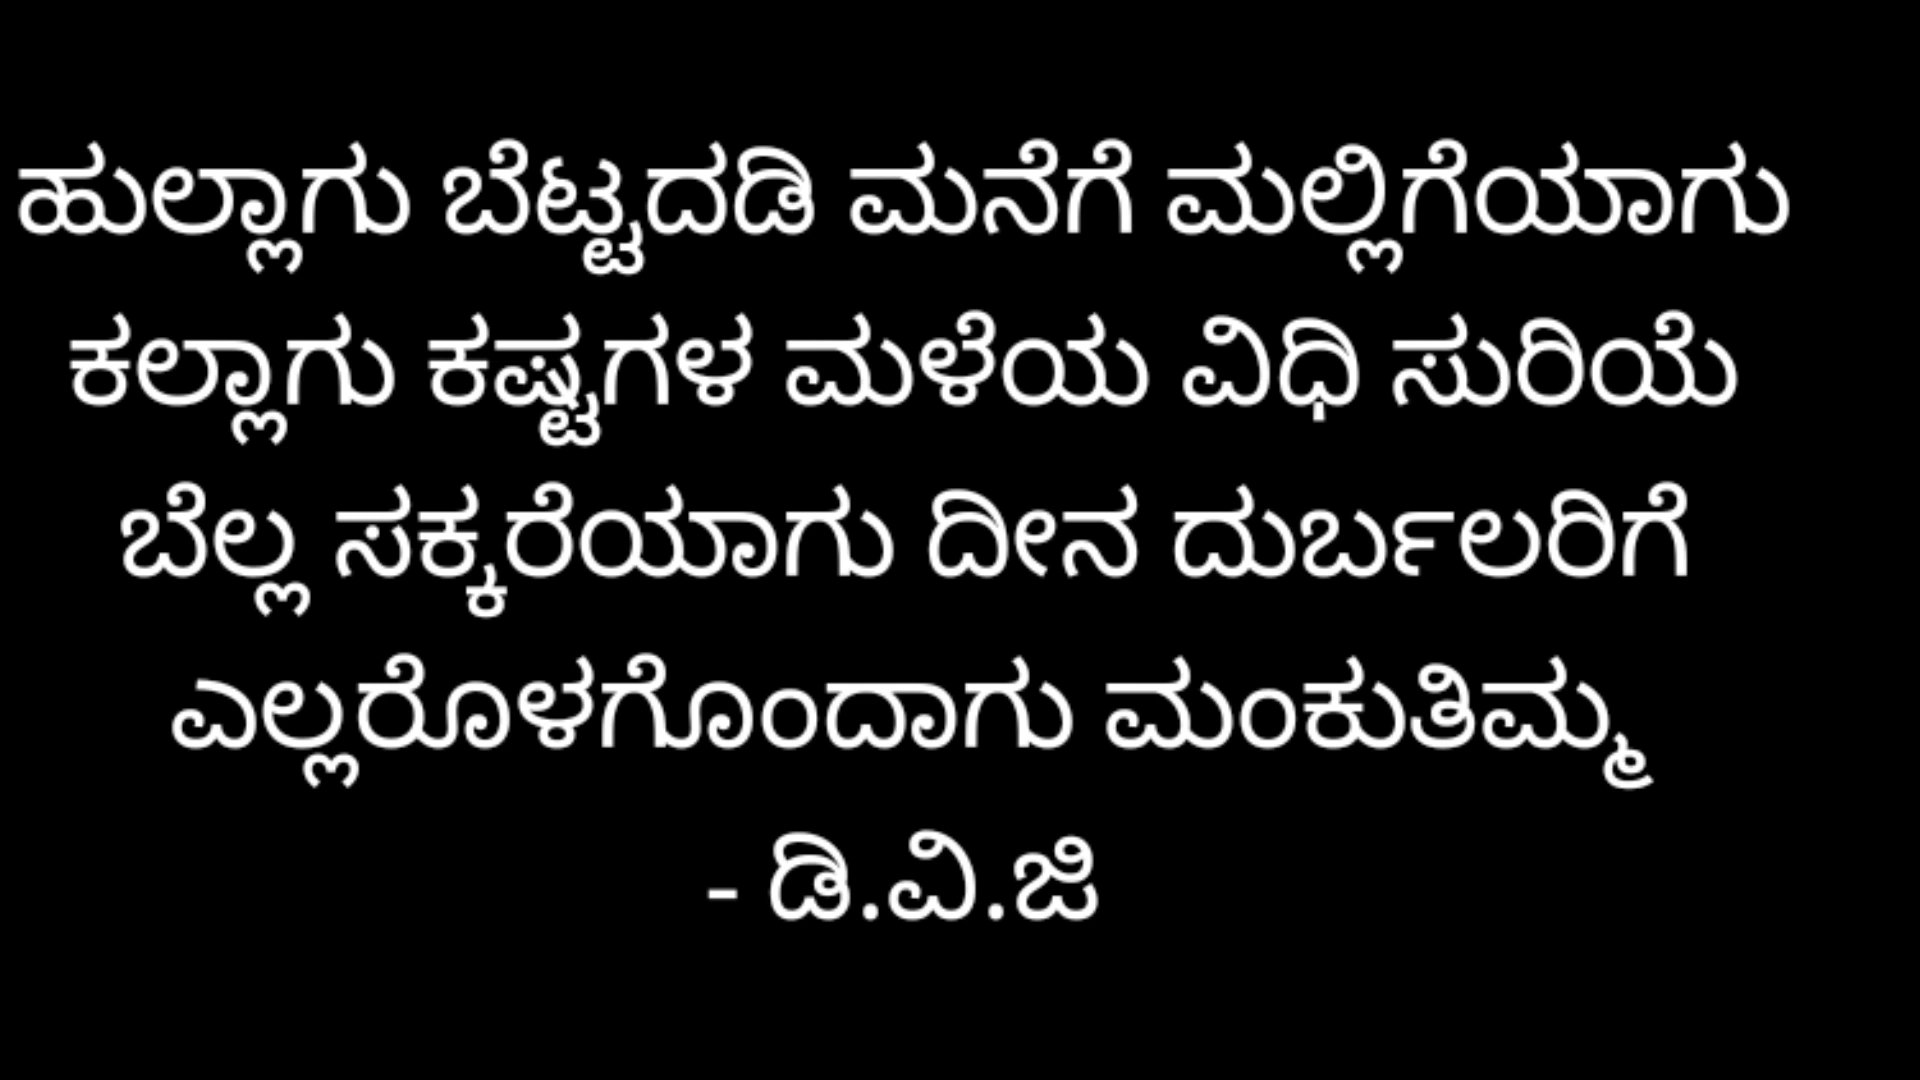 ಹುಲ್ಲಾಗು ಬೆಟ್ಟದಡಿ ಮನೆಗೆ ಮಲ್ಲಿಗೆಯಾಗು
ಕಲ್ಲಾಗು ಕಷ್ಟಗಳ ಮಳೆಯ ವಿಧಿ ಸುರಿಯೆ
ಬೆಲ್ಲ ಸಕ್ಕರೆಯಾಗು ದೀನ ದುರ್ಬಲರಿಗೆ
ಎಲ್ಲರೊಳಗೊಂದಾಗು ಮಂಕುತಿಮ್ಮ
- ಡಿ.ವಿ.ಜಿ